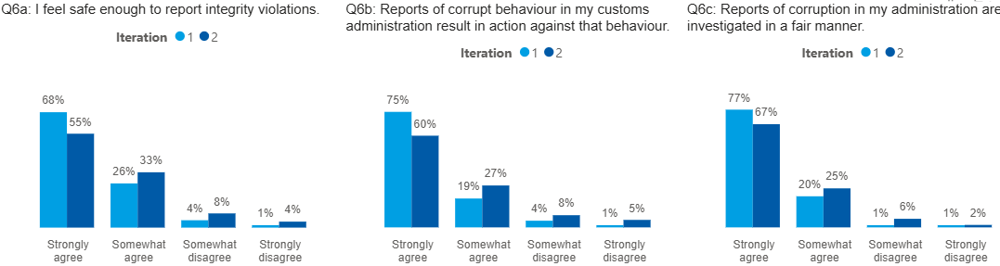 Q6a: I feel safe enough to report integrity violations.
Iteration 1 2
68%
55%
26%
33%
4%
8%
1%
4%
Strongly agree
Somewhat agree
Somewhat disagree
Strongly disagree
Q6b: Reports of corrupt behaviour in my customs
administration result in action against that behaviour.
Iteration 1 2
75%
60%
19%
27%
4%
8%
1%
5%
Strongly agree
Somewhat agree
Somewhat disagree
Strongly disagree
Q6c: Reports of corruption in my administration are
investigated in a fair manner.
Iteration 1 2
77%
67%
20%
25%
1%
6%
1%
2%
Strongly agree
Somewhat agree
Somewhat disagree
Strongly disagree